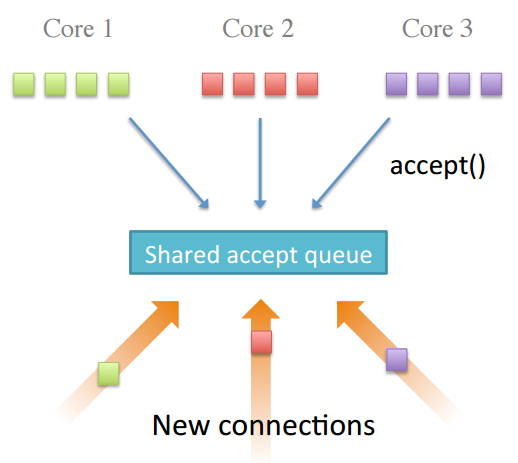 Core 1
Core 2
Core 3
accept()
Shared accept queue
New connections